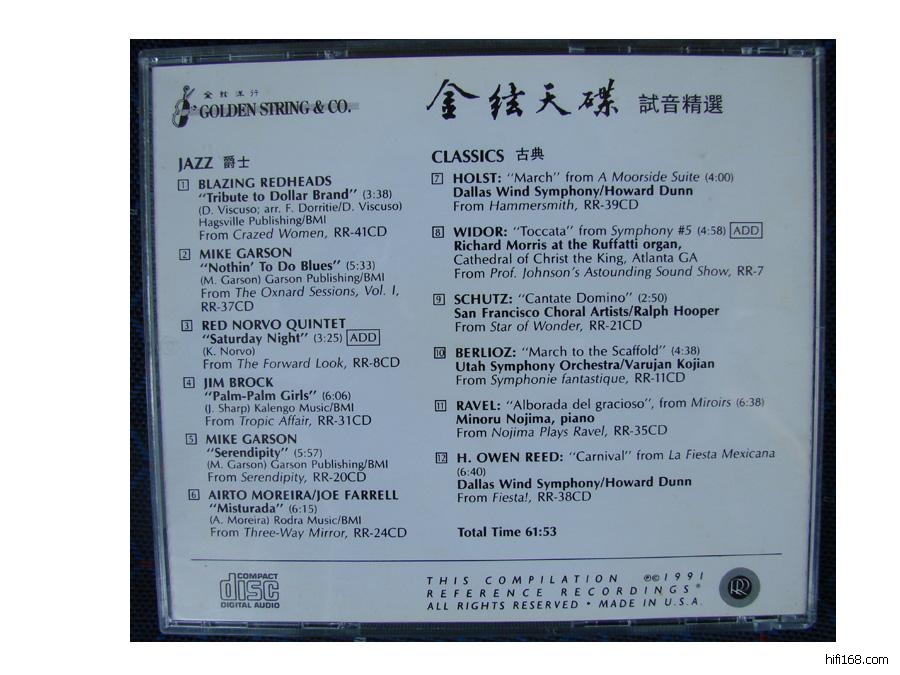 金弦洋行
GOLDEN STRING & CO.
金弦天碟 試音精選
JAZZ 爵士
1 BLAZING REDHEADS
"Tribute to Dollar Brand" (3:38)
(D. Viscuso; arr. F. Dorritie/D. Viscuso)
Hagsville Publishing/BMI
From Crazed Women, RR-41CD
2 MIKE GARSON
"Nothin' To Do Blues" (5:33)
(M. Garson) Garson Publishing/BMI
From The Oxnard Sessions, Vol. I,
RR-37CD
3 RED NORVO QUINTET
"Saturday Night" (3:25) ADD
(K. Norvo)
From The Forward Look, RR-8CD
4 JIM BROCK
"Palm-Palm Girls" (6:06)
(J. Sharp) Kalengo Music/BMI
From Tropic Affair, RR-31CD
5 MIKE GARSON
"Serendipity" (5:57)
(M. Garson) Garson Publishing/BMI
From Serendipity, RR-20CD
6 AIRTO MOREIRA/JOE FARRELL
"Misturada" (6:15)
(A. Moreira) Rodra Music/BMI
From Three-Way Mirror, RR-24CD
CLASSICS 古典
7 HOLST: "March" from A Moorside Suite (4:00)
Dallas Wind Symphony/Howard Dunn
From Hammersmith, RR-39CD
8 WIDOR: "Toccata" from Symphony #5 (4:58) ADD
Richard Morris at the Ruffatti organ,
Cathedral of Christ the King, Atlanta GA
From Prof. Johnson's Astounding Sound Show, RR-7
9 SCHUTZ: "Cantate Domino" (2:50)
San Francisco Choral Artists/Ralph Hooper
From Star of Wonder, RR-21CD
10 BERLIOZ: "March to the Scaffold" (4:38)
Utah Symphony Orchestra/Varujan Kojian
From Symphonie fantastique, RR-11CD
11 RAVEL: "Alborada del gracioso", from Miroirs (6:38)
Minoru Nojima, piano
From Nojima Plays Ravel, RR-35CD
12 H. OWEN REED: "Carnival" from La Fiesta Mexicana
(6:40)
Dallas Wind Symphony/Howard Dunn
From Fiesta!, RR-38CD
Total Time 61:53
COMPACT
disc
DIGITAL AUDIO
THIS COMPILATION ℗©1991
REFERENCE RECORDINGS®
ALL RIGHTS RESERVED • MADE IN U.S.A.
RR
hifi168.com